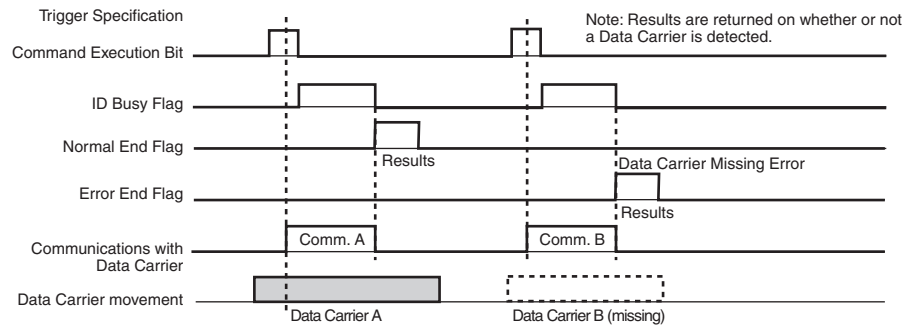 Trigger Specification
Note: Results are returned on whether or not
a Data Carrier is detected.
Command Execution Bit
ID Busy Flag
Normal End Flag
Results
Data Carrier Missing Error
Error End Flag
Results
Comm. A
Comm. B
Communications with
Data Carrier
Data Carrier movement
Data Carrier A
Data Carrier B (missing)